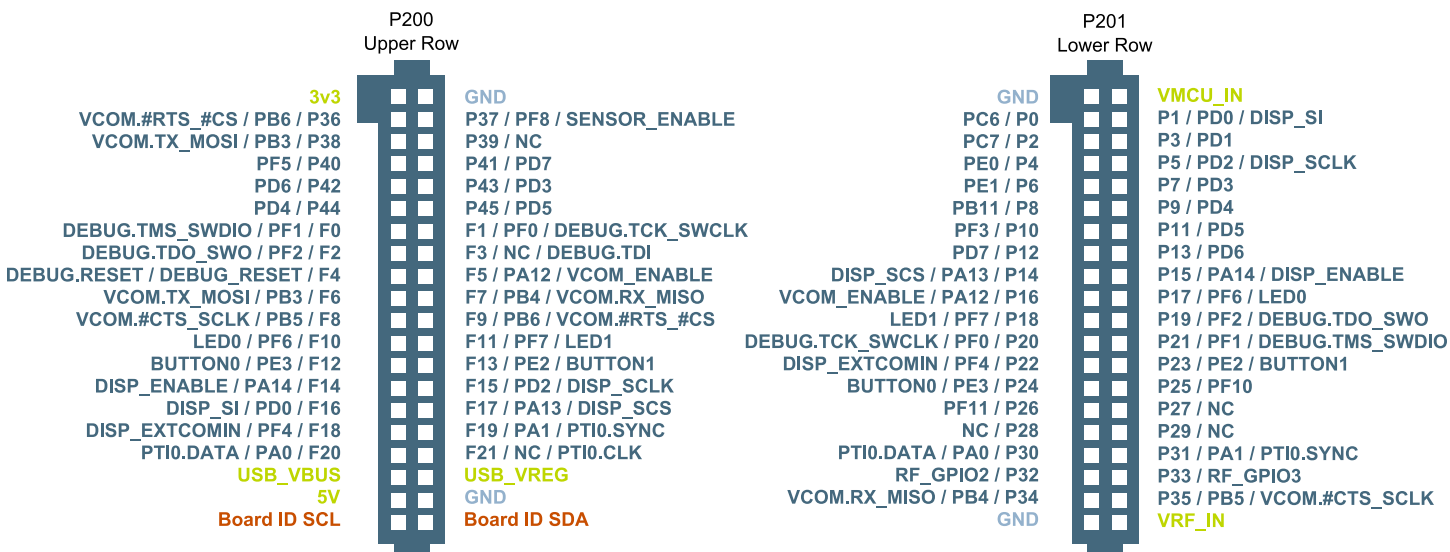 P200
Upper Row
3v3
GND
VCOM.#RTS_#CS / PB6 / P36
P37 / PF8 / SENSOR_ENABLE
VCOM.TX_MOSI / PB3 / P38
P39 / NC
PF5 / P40
P41 / PD7
PD6 / P42
P43 / PD3
PD4 / P44
P45 / PD5
DEBUG.TMS_SWDIO / PF1 / F0
F1 / PF0 / DEBUG.TCK_SWCLK
DEBUG.TDO_SWO / PF2 / F2
F3 / NC / DEBUG.TDI
DEBUG.RESET / DEBUG_RESET / F4
F5 / PA12 / VCOM_ENABLE
VCOM.TX_MOSI / PB3 / F6
F7 / PB4 / VCOM.RX_MISO
VCOM.#CTS_SCLK / PB5 / F8
F9 / PB6 / VCOM.#RTS_#CS
LED0 / PF6 / F10
F11 / PF7 / LED1
BUTTON0 / PE3 / F12
F13 / PE2 / BUTTON1
DISP_ENABLE / PA14 / F14
F15 / PD2 / DISP_SCLK
DISP_SI / PD0 / F16
F17 / PA13 / DISP_SCS
DISP_EXTCOMIN / PF4 / F18
F19 / PA1 / PTI0.SYNC
PTI0.DATA / PA0 / F20
F21 / NC / PTI0.CLK
USB_VBUS
USB_VREG
5V
GND
Board ID SCL
Board ID SDA
P201
Lower Row
GND
VMCU_IN
PC6 / P0
P1 / PD0 / DISP_SI
PC7 / P2
P3 / PD1
PE0 / P4
P5 / PD2 / DISP_SCLK
PE1 / P6
P7 / PD3
PB11 / P8
P9 / PD4
PF3 / P10
P11 / PD5
PD7 / P12
P13 / PD6
DISP_SCS / PA13 / P14
P15 / PA14 / DISP_ENABLE
VCOM_ENABLE / PA12 / P16
P17 / PF6 / LED0
LED1 / PF7 / P18
P19 / PF2 / DEBUG.TDO_SWO
DEBUG.TCK_SWCLK / PF0 / P20
P21 / PF1 / DEBUG.TMS_SWDIO
DISP_EXTCOMIN / PF4 / P22
P23 / PE2 / BUTTON1
BUTTON0 / PE3 / P24
P25 / PF10
PF11 / P26
P27 / NC
NC / P28
P29 / NC
PTI0.DATA / PA0 / P30
P31 / PA1 / PTI0.SYNC
RF_GPIO2 / P32
P33 / RF_GPIO3
VCOM.RX_MISO / PB4 / P34
P35 / PB5 / VCOM.#CTS_SCLK
GND
VRF_IN